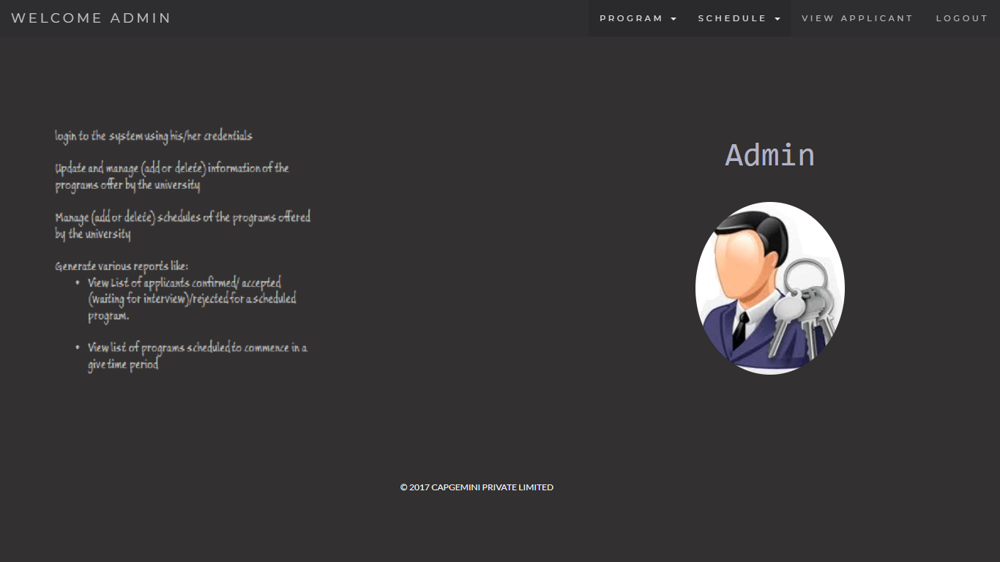 WELCOME ADMIN
PROGRAM
SCHEDULE
VIEW APPLICANT
LOGOUT
login to the system using his/her credentials
Update and manage (add or delete) information of the
programs offer by the university
Manage (add or delete) schedules of the programs offered
by the university
Generate various reports like:
• View List of applicants confirmed/ accepted
(waiting for interview)/rejected for a scheduled
program.
• View list of programs scheduled to commence in a
give time period
Admin
© 2017 CAPGEMINI PRIVATE LIMITED